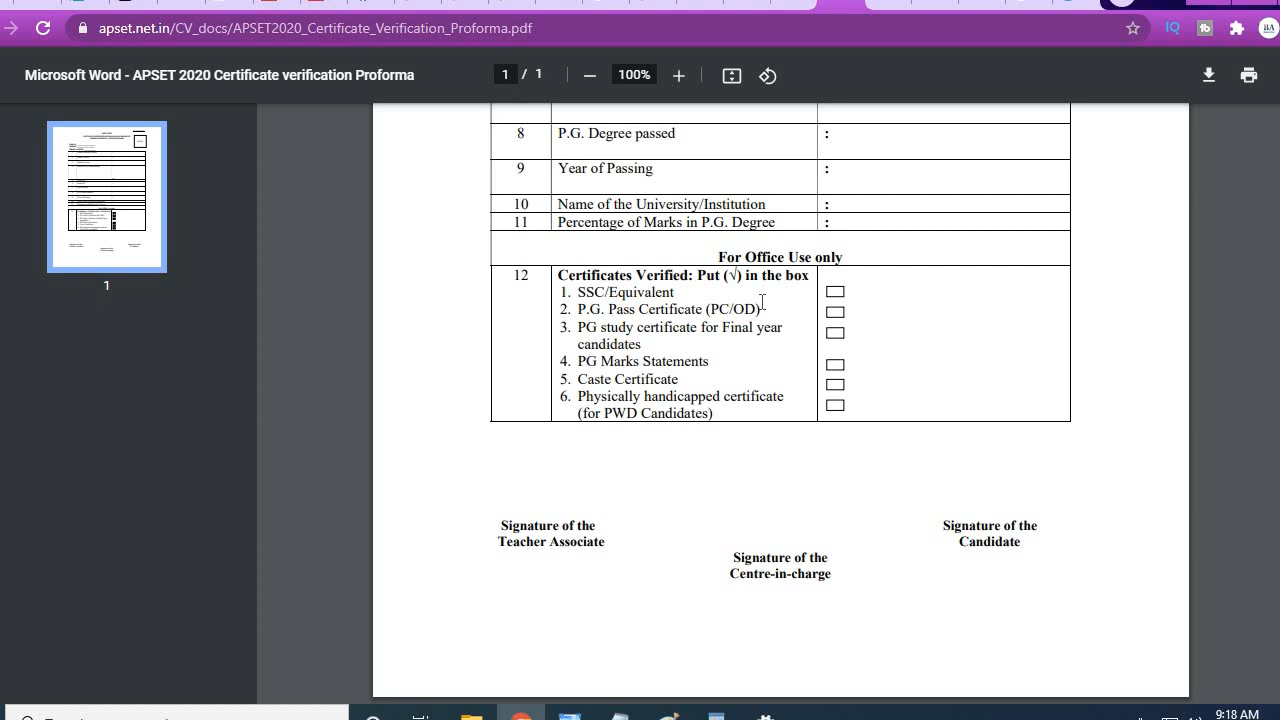 apset.net.in/CV_docs/APSET2020_Certificate_Verification_Proforma.pdf
IQ
BA
Microsoft Word - APSET 2020 Certificate verification Proforma
1 / 1
100%
8 P.G. Degree passed :
9 Year of Passing :
10 Name of the University/Institution :
11 Percentage of Marks in P.G. Degree :
For Office Use only
12 Certificates Verified: Put (√) in the box
1. SSC/Equivalent
2. P.G. Pass Certificate (PC/OD)
3. PG study certificate for Final year
candidates
4. PG Marks Statements
5. Caste Certificate
6. Physically handicapped certificate
(for PWD Candidates)
1
Signature of the
Teacher Associate
Signature of the
Candidate
Signature of the
Centre-in-charge
9:18 AM